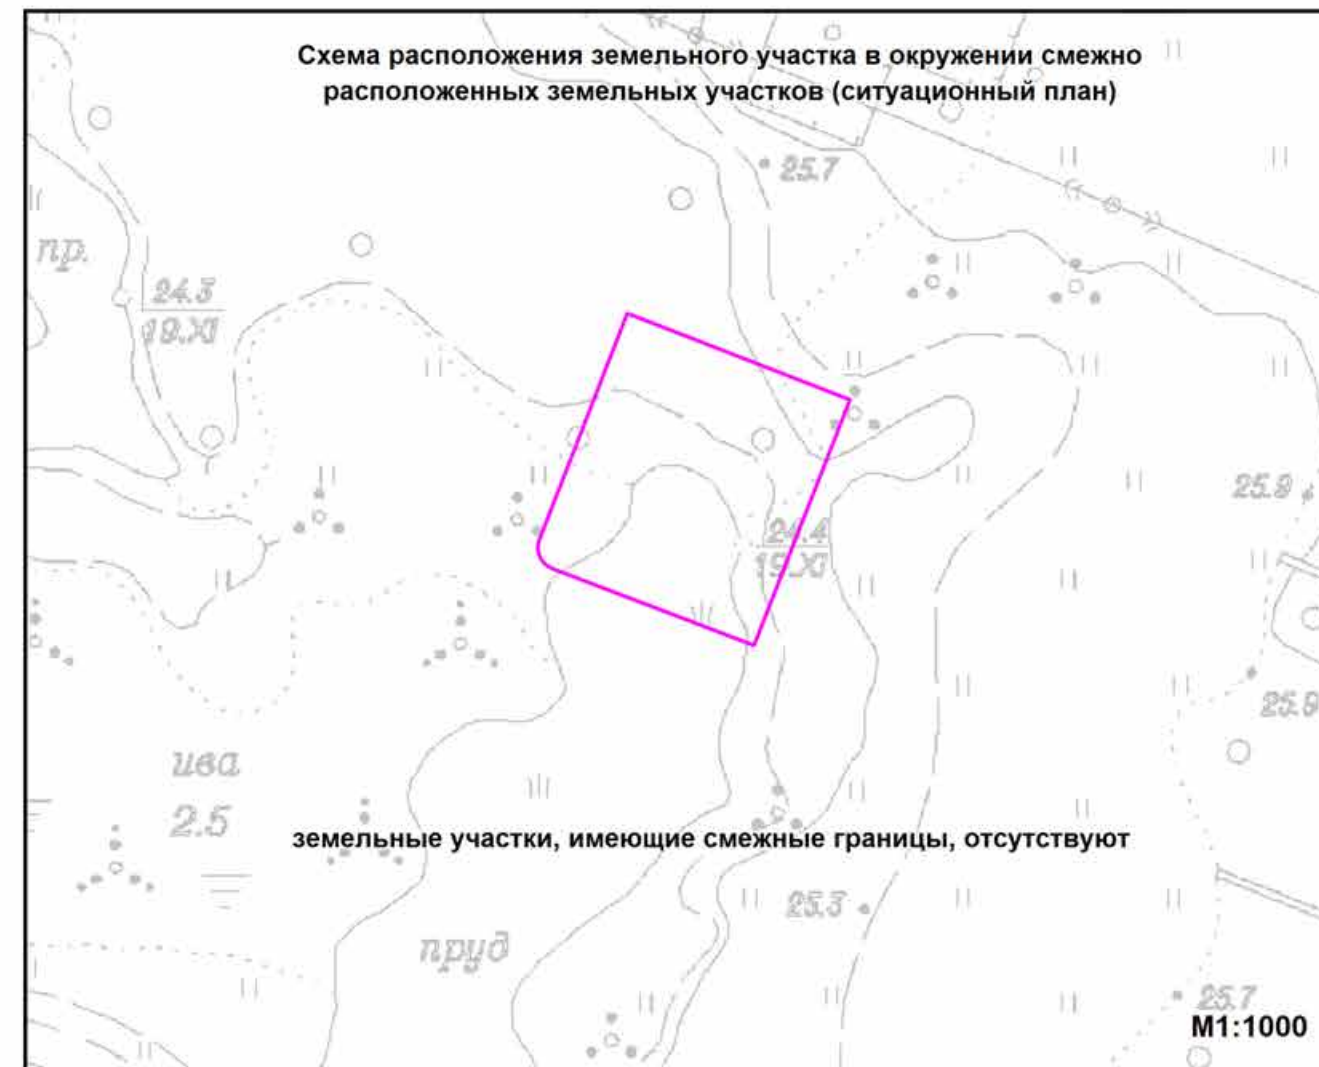 Схема расположения земельного участка в окружении смежно
расположенных земельных участков (ситуационный план)
25.7
пр.
24.3
19.XI
25.9
24.4
19.XI
25.9
ива
2.5
земельные участки, имеющие смежные границы, отсутствуют
25.3
пруд
25.7
М1:1000